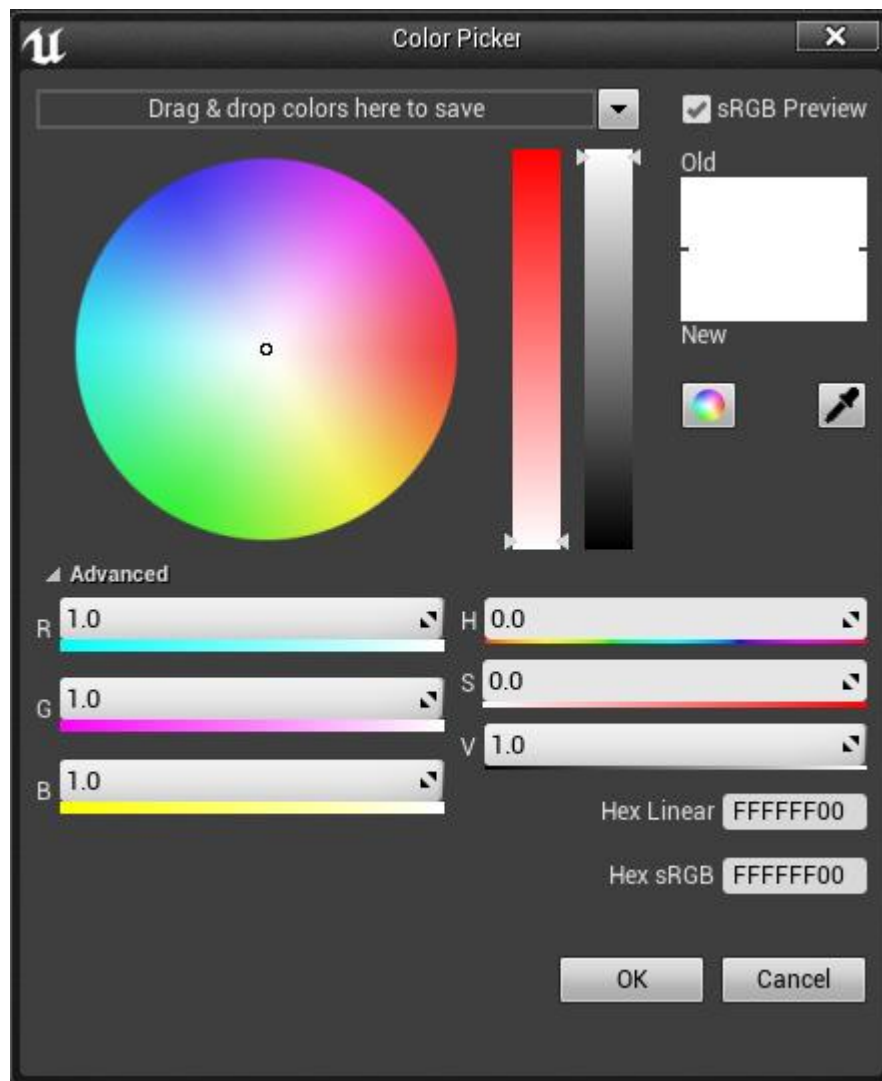 Color Picker
Drag & drop colors here to save
sRGB Preview
Old
New
Advanced
R 1.0
H 0.0
G 1.0
S 0.0
B 1.0
V 1.0
Hex Linear FFFFFF00
Hex sRGB FFFFFF00
OK
Cancel